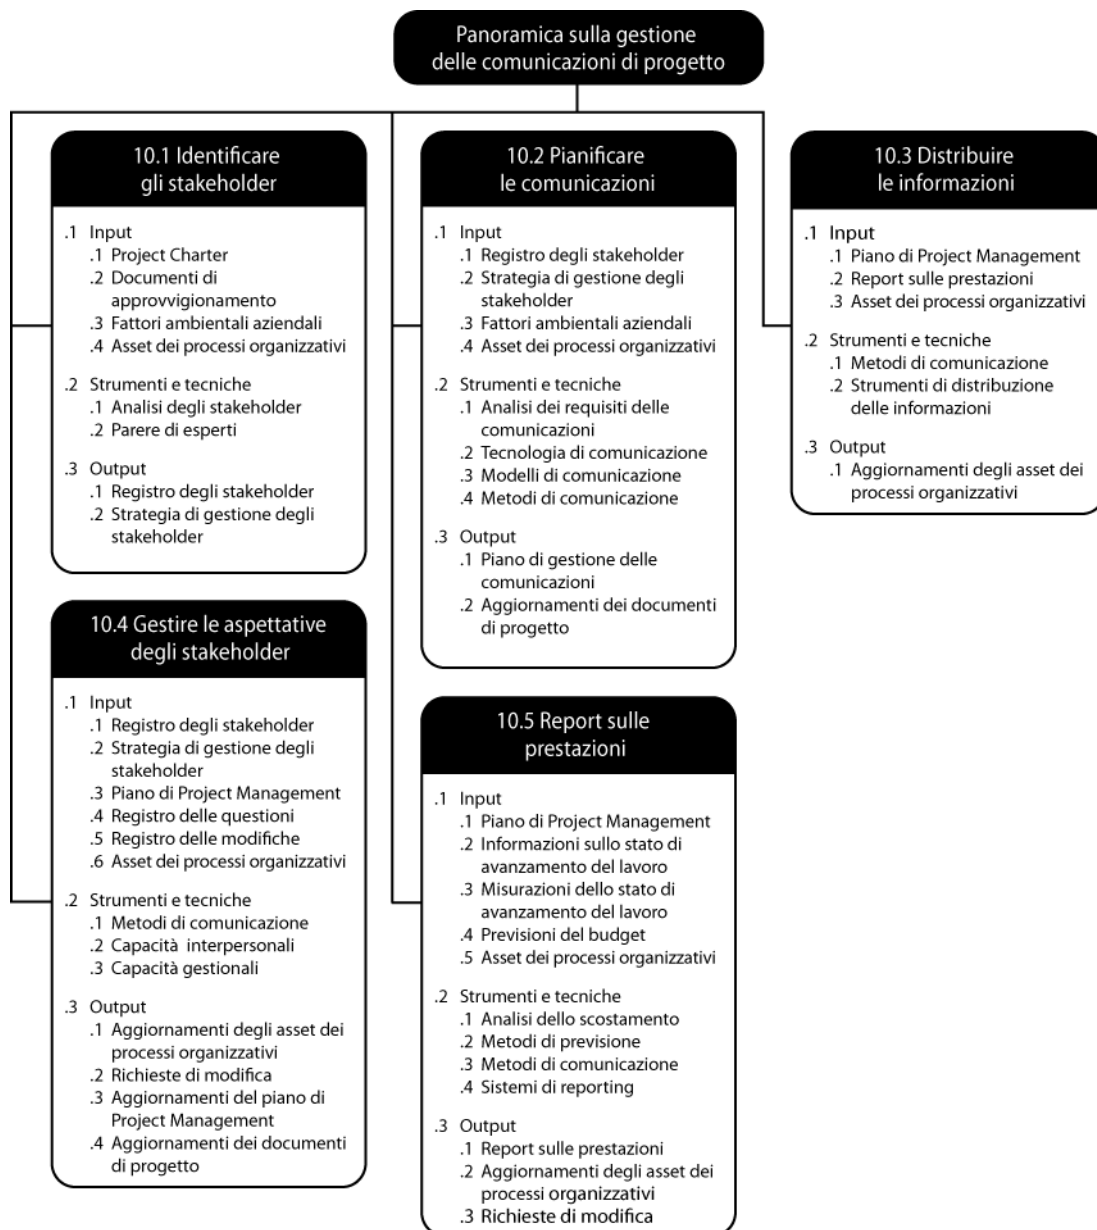 Panoramica sulla gestione
delle comunicazioni di progetto
10.1 Identificare
gli stakeholder
.1 Input
.1 Project Charter
.2 Documenti di
approvvigionamento
.3 Fattori ambientali aziendali
.4 Asset dei processi organizzativi
.2 Strumenti e tecniche
.1 Analisi degli stakeholder
.2 Parere di esperti
.3 Output
.1 Registro degli stakeholder
.2 Strategia di gestione degli
stakeholder
10.2 Pianificare
le comunicazioni
.1 Input
.1 Registro degli stakeholder
.2 Strategia di gestione degli
stakeholder
.3 Fattori ambientali aziendali
.4 Asset dei processi organizzativi
.2 Strumenti e tecniche
.1 Analisi dei requisiti delle
comunicazioni
.2 Tecnologia di comunicazione
.3 Modelli di comunicazione
.4 Metodi di comunicazione
.3 Output
.1 Piano di gestione delle
comunicazioni
.2 Aggiornamenti dei documenti
di progetto
10.3 Distribuire
le informazioni
.1 Input
.1 Piano di Project Management
.2 Report sulle prestazioni
.3 Asset dei processi organizzativi
.2 Strumenti e tecniche
.1 Metodi di comunicazione
.2 Strumenti di distribuzione
delle informazioni
.3 Output
.1 Aggiornamenti degli asset dei
processi organizzativi
10.4 Gestire le aspettative
degli stakeholder
.1 Input
.1 Registro degli stakeholder
.2 Strategia di gestione degli
stakeholder
.3 Piano di Project Management
.4 Registro delle questioni
.5 Registro delle modifiche
.6 Asset dei processi organizzativi
.2 Strumenti e tecniche
.1 Metodi di comunicazione
.2 Capacità interpersonali
.3 Capacità gestionali
.3 Output
.1 Aggiornamenti degli asset dei
processi organizzativi
.2 Richieste di modifica
.3 Aggiornamenti del piano di
Project Management
.4 Aggiornamenti dei documenti
di progetto
10.5 Report sulle
prestazioni
.1 Input
.1 Piano di Project Management
.2 Informazioni sullo stato di
avanzamento del lavoro
.3 Misurazioni dello stato di
avanzamento del lavoro
.4 Previsioni del budget
.5 Asset dei processi organizzativi
.2 Strumenti e tecniche
.1 Analisi dello scostamento
.2 Metodi di previsione
.3 Metodi di comunicazione
.4 Sistemi di reporting
.3 Output
.1 Report sulle prestazioni
.2 Aggiornamenti degli asset dei
processi organizzativi
.3 Richieste di modifica